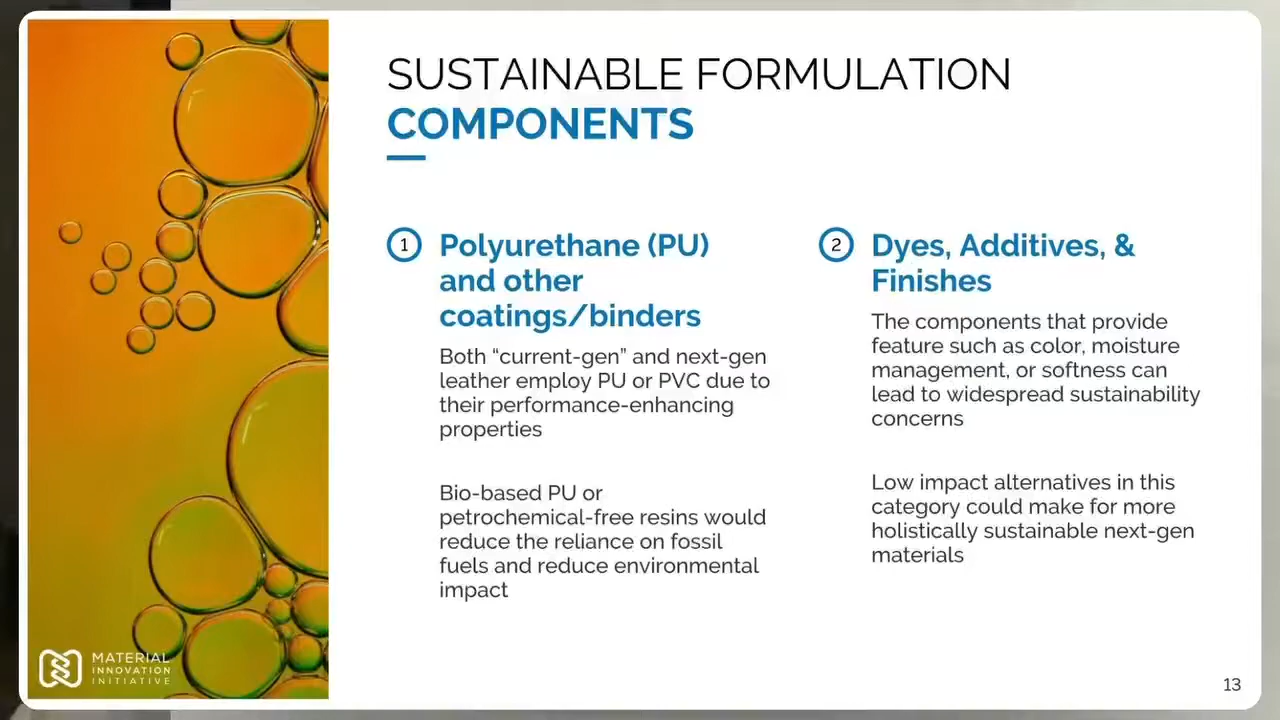 SUSTAINABLE FORMULATION
COMPONENTS
1
Polyurethane (PU)
and other
coatings/binders
Both “current-gen” and next-gen
leather employ PU or PVC due to
their performance-enhancing
properties
Bio-based PU or
petrochemical-free resins would
reduce the reliance on fossil
fuels and reduce environmental
impact
2
Dyes, Additives, &
Finishes
The components that provide
feature such as color, moisture
management, or softness can
lead to widespread sustainability
concerns
Low impact alternatives in this
category could make for more
holistically sustainable next-gen
materials
MATERIAL
INNOVATION
INITIATIVE
13